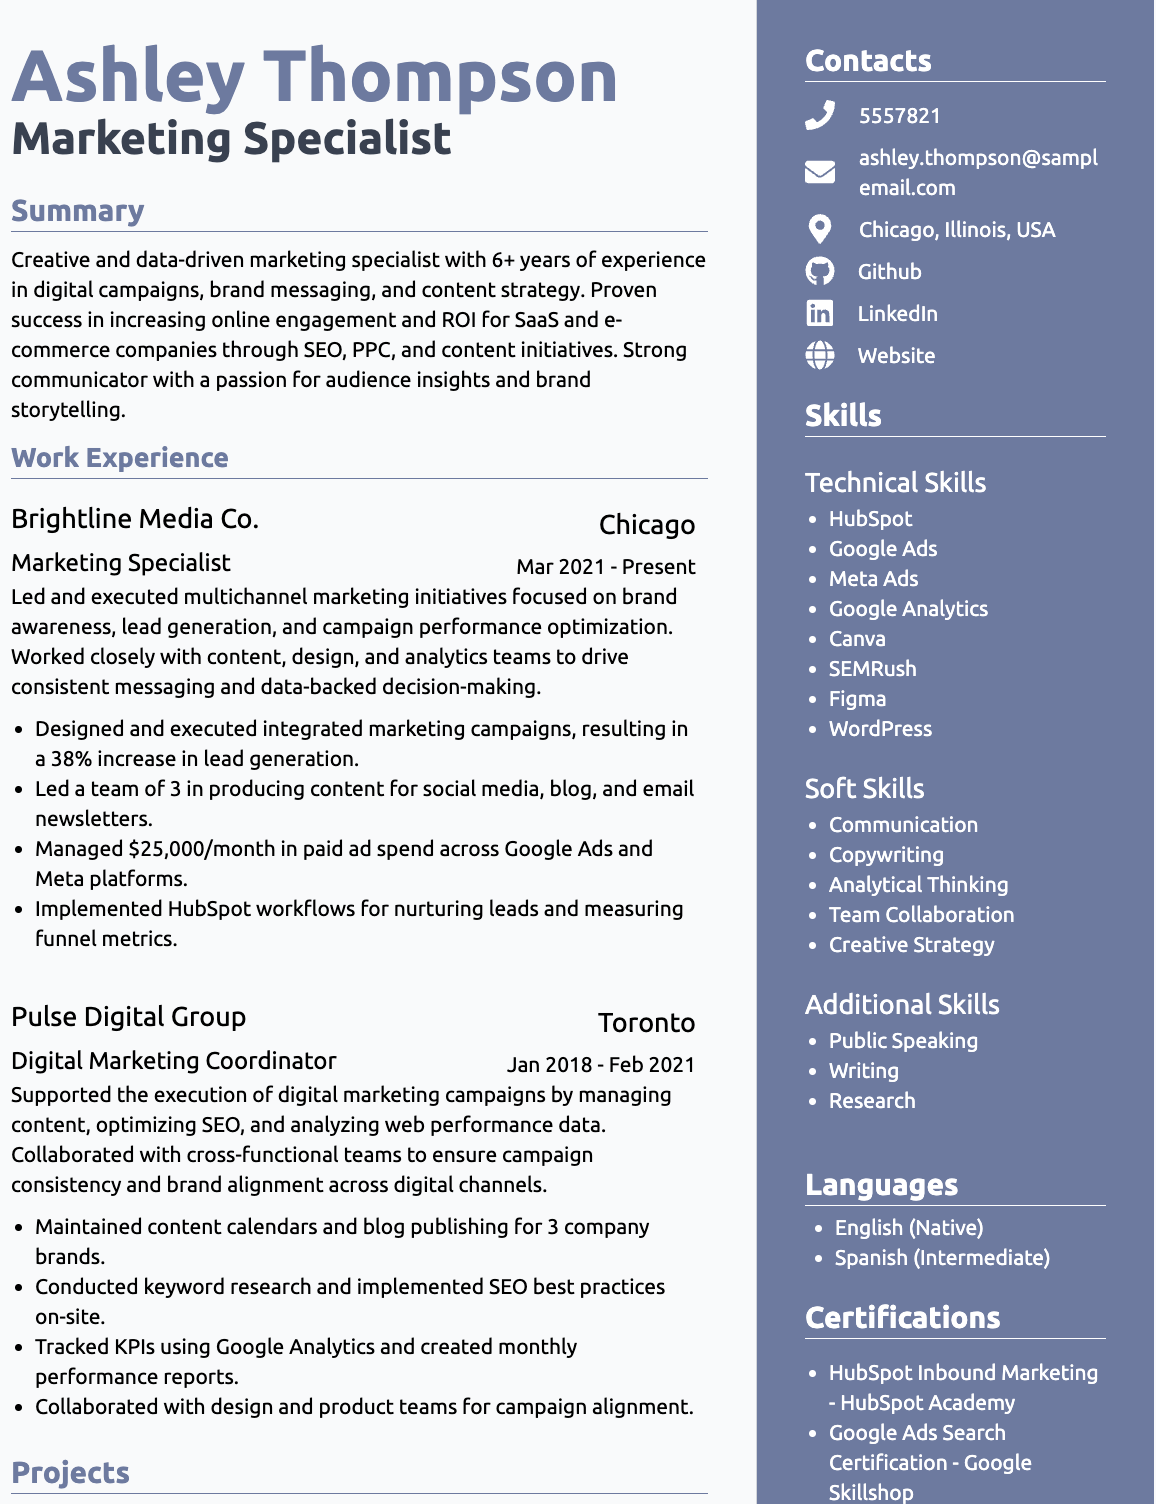 Ashley Thompson
Marketing Specialist
Summary
Creative and data-driven marketing specialist with 6+ years of experience
in digital campaigns, brand messaging, and content strategy. Proven
success in increasing online engagement and ROI for SaaS and e-
commerce companies through SEO, PPC, and content initiatives. Strong
communicator with a passion for audience insights and brand
storytelling.
Work Experience
Brightline Media Co.
Chicago
Marketing Specialist
Mar 2021 - Present
Led and executed multichannel marketing initiatives focused on brand
awareness, lead generation, and campaign performance optimization.
Worked closely with content, design, and analytics teams to drive
consistent messaging and data-backed decision-making.
• Designed and executed integrated marketing campaigns, resulting in
a 38% increase in lead generation.
• Led a team of 3 in producing content for social media, blog, and email
newsletters.
• Managed $25,000/month in paid ad spend across Google Ads and
Meta platforms.
• Implemented HubSpot workflows for nurturing leads and measuring
funnel metrics.
Pulse Digital Group
Toronto
Digital Marketing Coordinator
Jan 2018 - Feb 2021
Supported the execution of digital marketing campaigns by managing
content, optimizing SEO, and analyzing web performance data.
Collaborated with cross-functional teams to ensure campaign
consistency and brand alignment across digital channels.
• Maintained content calendars and blog publishing for 3 company
brands.
• Conducted keyword research and implemented SEO best practices
on-site.
• Tracked KPIs using Google Analytics and created monthly
performance reports.
• Collaborated with design and product teams for campaign alignment.
Projects
Contacts
5557821
ashley.thompson@sampl
email.com
Chicago, Illinois, USA
Github
LinkedIn
Website
Skills
Technical Skills
• HubSpot
• Google Ads
• Meta Ads
• Google Analytics
• Canva
• SEMRush
• Figma
• WordPress
Soft Skills
• Communication
• Copywriting
• Analytical Thinking
• Team Collaboration
• Creative Strategy
Additional Skills
• Public Speaking
• Writing
• Research
Languages
• English (Native)
• Spanish (Intermediate)
Certifications
• HubSpot Inbound Marketing
- HubSpot Academy
• Google Ads Search
Certification - Google
Skillshop